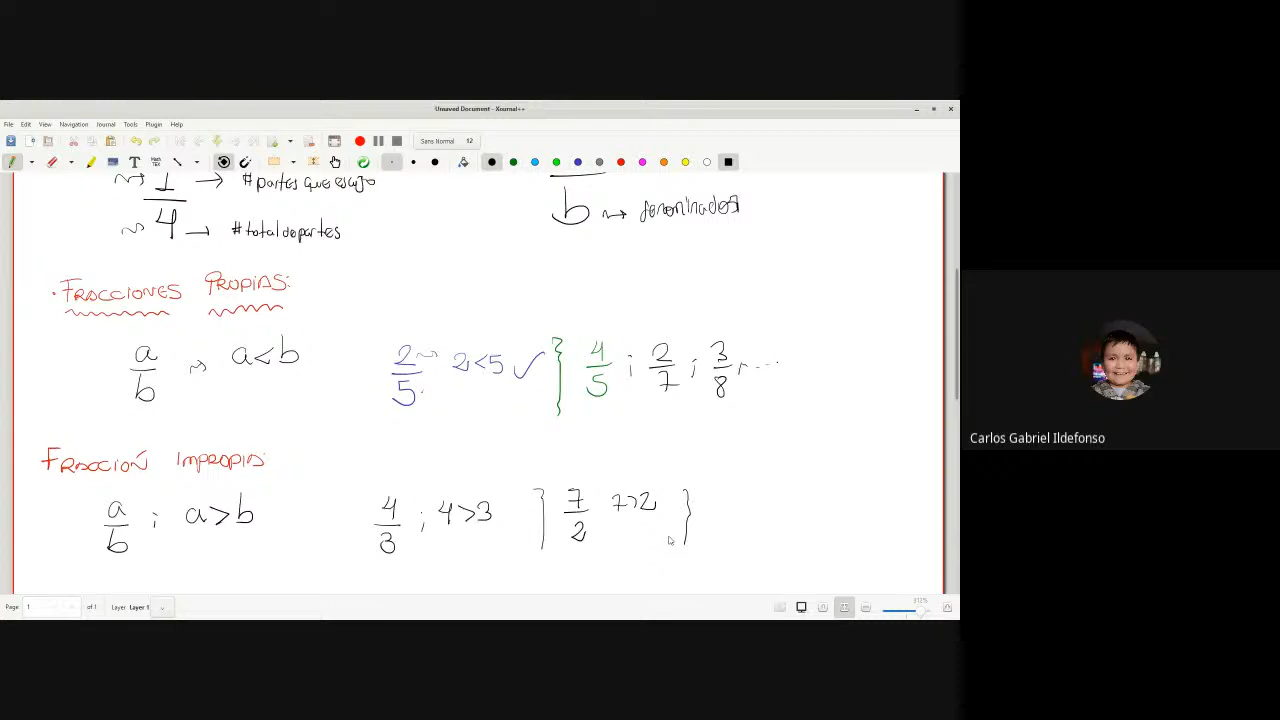 Unsaved Document - Xournal++
File Edit View Navigation Journal Tools Plugin Help
Sans Normal 12
1 → #partes que escojo
4 → #total de partes
b denominador
· FRACCIONES PROPIAS:
a/b a<b 2/5 2<5 ✓ } 4/5 ; 2/7 ; 3/8, ...
FRACCIÓN IMPROPIA
a/b ; a>b 4/3 ; 4>3 } 7/2 7>2 }
Page 1 of 1 Layer Layer 1
312%
Carlos Gabriel Ildefonso